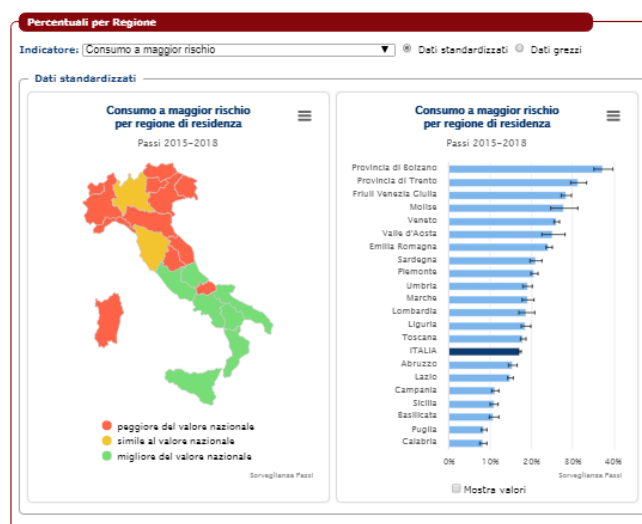 Percentuali per Regione
Indicatore: Consumo a maggior rischio Dati standardizzati Dati grezzi
Dati standardizzati
Consumo a maggior rischio
per regione di residenza
Passi 2015-2018
peggiore del valore nazionale
simile al valore nazionale
migliore del valore nazionale
Sorveglianza Passi
Consumo a maggior rischio
per regione di residenza
Passi 2015-2018
Provincia di Bolzano
Provincia di Trento
Friuli Venezia Giulia
Molise
Veneto
Valle d'Aosta
Emilia Romagna
Sardegna
Piemonte
Umbria
Marche
Lombardia
Liguria
Toscana
ITALIA
Abruzzo
Lazio
Campania
Sicilia
Basilicata
Puglia
Calabria
0% 10% 20% 30% 40%
Sorveglianza Passi
Mostra valori